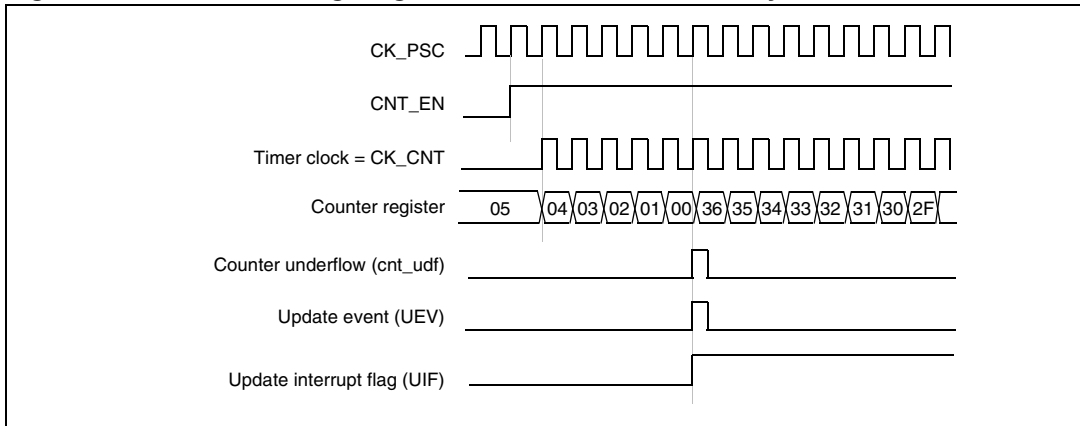 CK_PSC
CNT_EN
Timer clock = CK_CNT
Counter register 05 04 03 02 01 00 36 35 34 33 32 31 30 2F
Counter underflow (cnt_udf)
Update event (UEV)
Update interrupt flag (UIF)